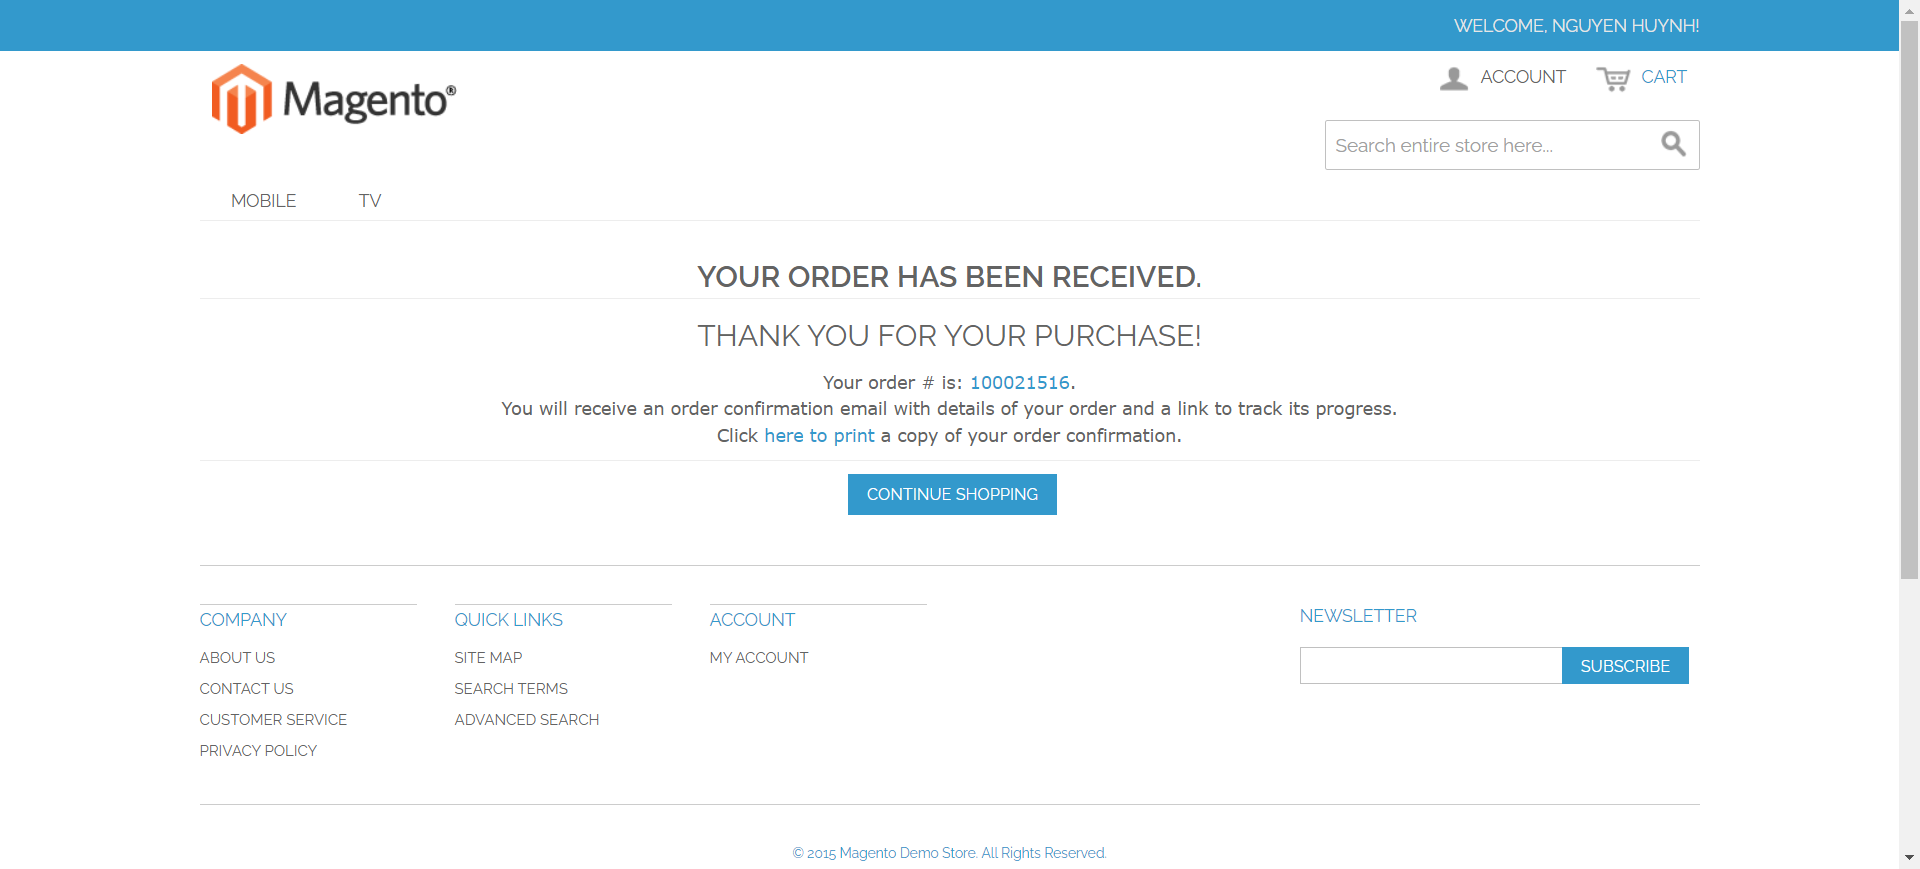 WELCOME, NGUYEN HUYNH!
Magento®
ACCOUNT
CART
Search entire store here...
MOBILE
TV
YOUR ORDER HAS BEEN RECEIVED.
THANK YOU FOR YOUR PURCHASE!
Your order # is: 100021516.
You will receive an order confirmation email with details of your order and a link to track its progress.
Click here to print a copy of your order confirmation.
CONTINUE SHOPPING
COMPANY
ABOUT US
CONTACT US
CUSTOMER SERVICE
PRIVACY POLICY
QUICK LINKS
SITE MAP
SEARCH TERMS
ADVANCED SEARCH
ACCOUNT
MY ACCOUNT
NEWSLETTER
SUBSCRIBE
© 2015 Magento Demo Store. All Rights Reserved.